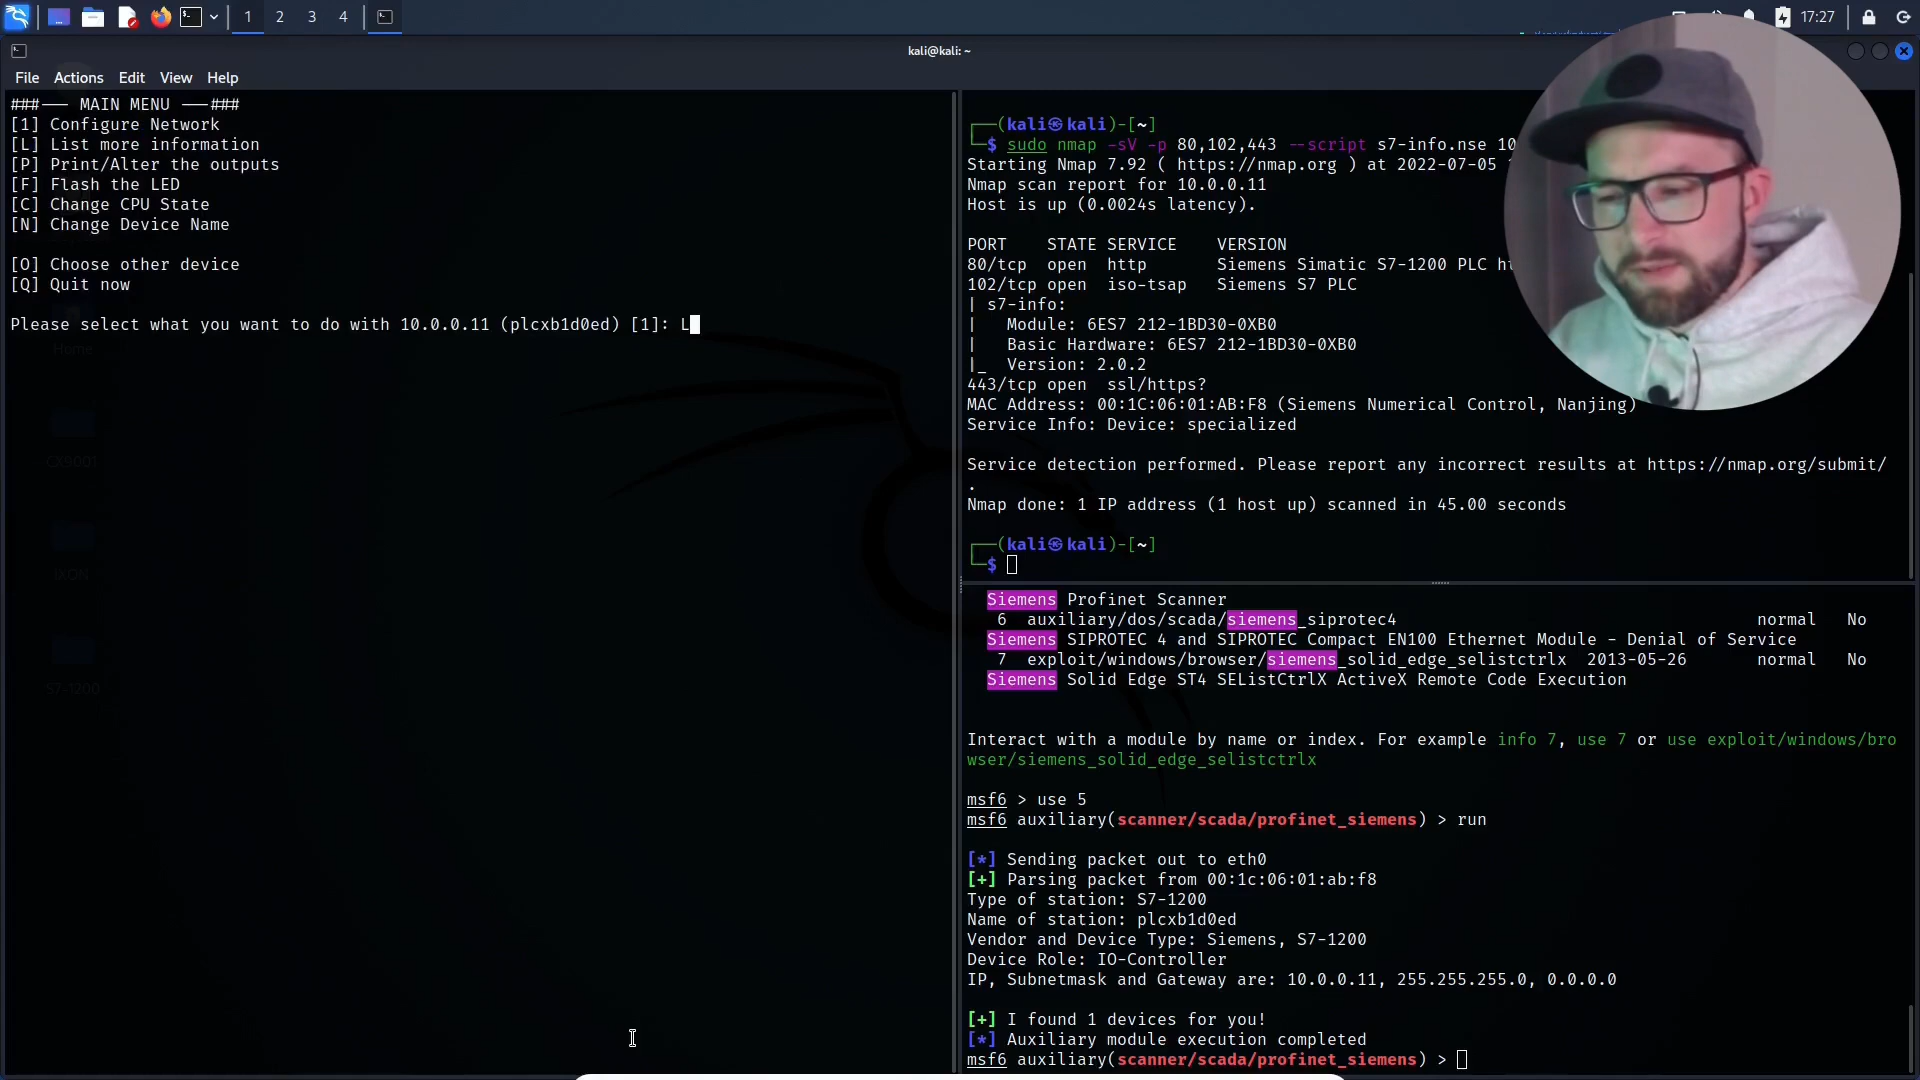 1
2
3
4
17:27
kali@kali: ~
File Actions Edit View Help
###—— MAIN MENU ——###
[1] Configure Network
[L] List more information
[P] Print/Alter the outputs
[F] Flash the LED
[C] Change CPU State
[N] Change Device Name
[O] Choose other device
[Q] Quit now
Please select what you want to do with 10.0.0.11 (plcxb1d0ed) [1]: L
Home
CX9001
IKON
S7-1200
┌──(kali㉿kali)-[~]
└─$ sudo nmap -sV -p 80,102,443 --script s7-info.nse 10
Starting Nmap 7.92 ( https://nmap.org ) at 2022-07-05
Nmap scan report for 10.0.0.11
Host is up (0.0024s latency).
PORT STATE SERVICE VERSION
80/tcp open http Siemens Simatic S7-1200 PLC
102/tcp open iso-tsap Siemens S7 PLC
| s7-info:
| Module: 6ES7 212-1BD30-0XB0
| Basic Hardware: 6ES7 212-1BD30-0XB0
|_ Version: 2.0.2
443/tcp open ssl/https?
MAC Address: 00:1C:06:01:AB:F8 (Siemens Numerical Control, Nanjing)
Service Info: Device: specialized
Service detection performed. Please report any incorrect results at https://nmap.org/submit/
.
Nmap done: 1 IP address (1 host up) scanned in 45.00 seconds
┌──(kali㉿kali)-[~]
└─$
Siemens Profinet Scanner
6 auxiliary/dos/scada/siemens_siprotec4 normal No
Siemens SIPROTEC 4 and SIPROTEC Compact EN100 Ethernet Module - Denial of Service
7 exploit/windows/browser/siemens_solid_edge_selistctrlx 2013-05-26 normal No
Siemens Solid Edge ST4 SEListCtrlX ActiveX Remote Code Execution
Interact with a module by name or index. For example info 7, use 7 or use exploit/windows/bro
wser/siemens_solid_edge_selistctrlx
msf6 > use 5
msf6 auxiliary(scanner/scada/profinet_siemens) > run
[*] Sending packet out to eth0
[+] Parsing packet from 00:1c:06:01:ab:f8
Type of station: S7-1200
Name of station: plcxb1d0ed
Vendor and Device Type: Siemens, S7-1200
Device Role: IO-Controller
IP, Subnetmask and Gateway are: 10.0.0.11, 255.255.255.0, 0.0.0.0
[+] I found 1 devices for you!
[*] Auxiliary module execution completed
msf6 auxiliary(scanner/scada/profinet_siemens) >